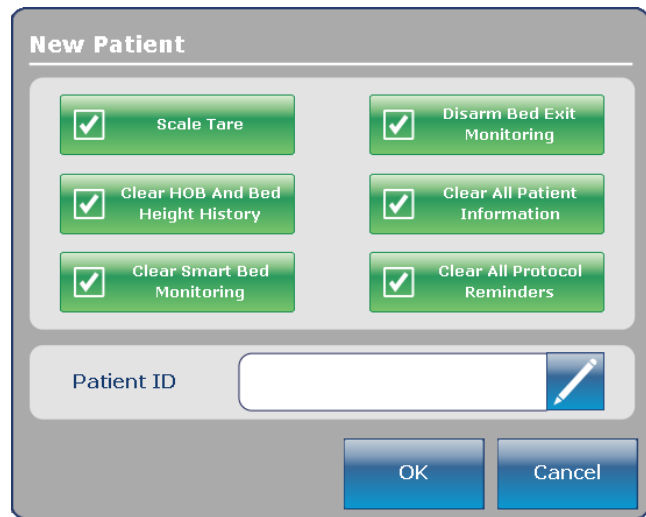 New Patient
Scale Tare
Disarm Bed Exit
Monitoring
Clear HOB And Bed
Height History
Clear All Patient
Information
Clear Smart Bed
Monitoring
Clear All Protocol
Reminders
Patient ID
OK
Cancel